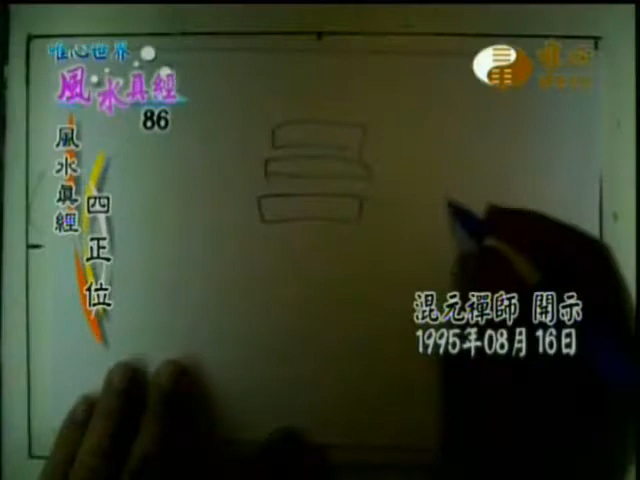 唯心世界
風水真經
86
風水真經
四正位
混元禪師 開示
1995年08月16日